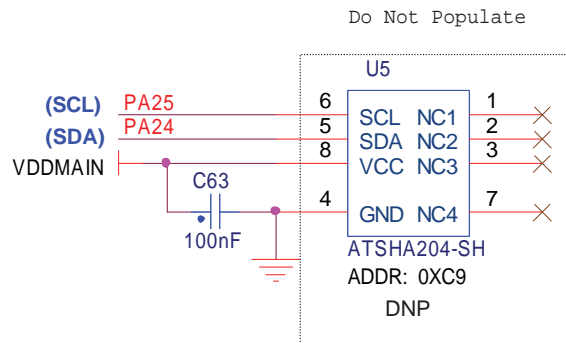 Do Not Populate
U5
(SCL) PA25 6 SCL NC1 1
(SDA) PA24 5 SDA NC2 2
VDDMAIN 8 VCC NC3 3
C63
100nF
4 GND NC4 7
ATSHA204-SH
ADDR: 0XC9
DNP